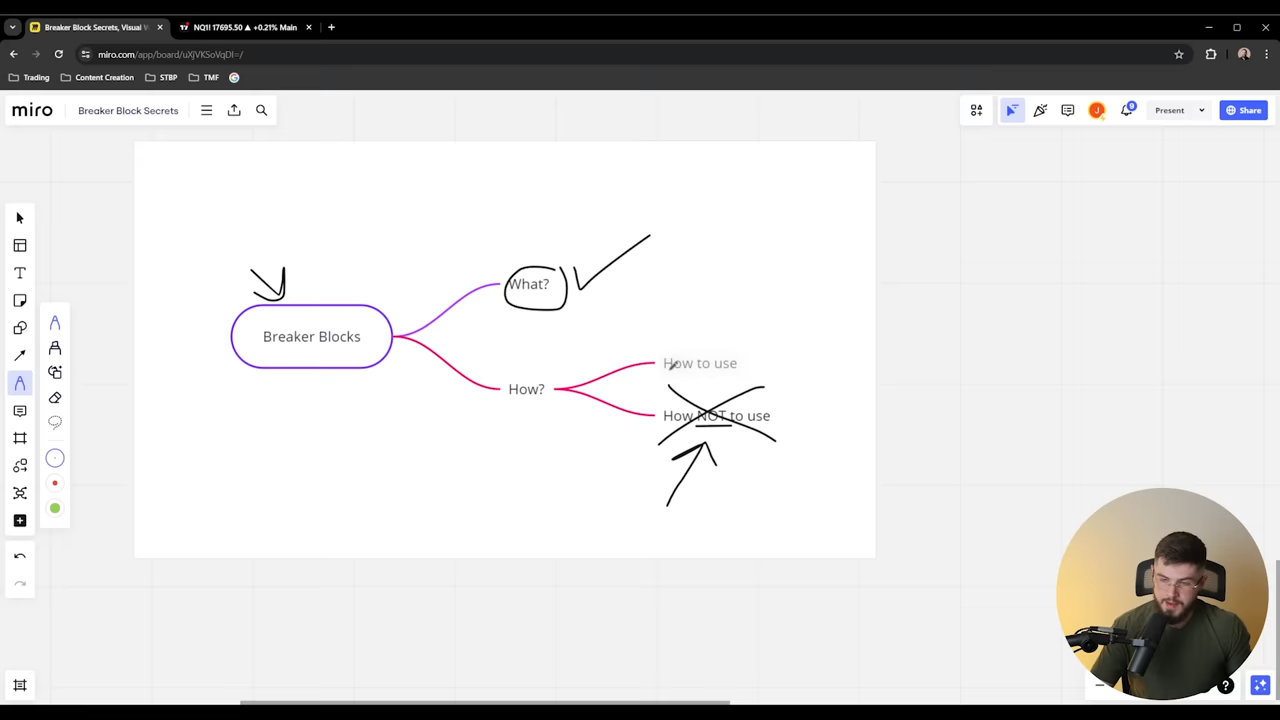 Breaker Block Secrets, Visual V
NQ1! 17695.50 ▲ +0.21% Main
miro.com/app/board/uXjVKSoVqDI=/
Trading
Content Creation
STBP
TMF
miro
Breaker Block Secrets
J
Present
Share
What?
Breaker Blocks
How to use
How?
How NOT to use
?